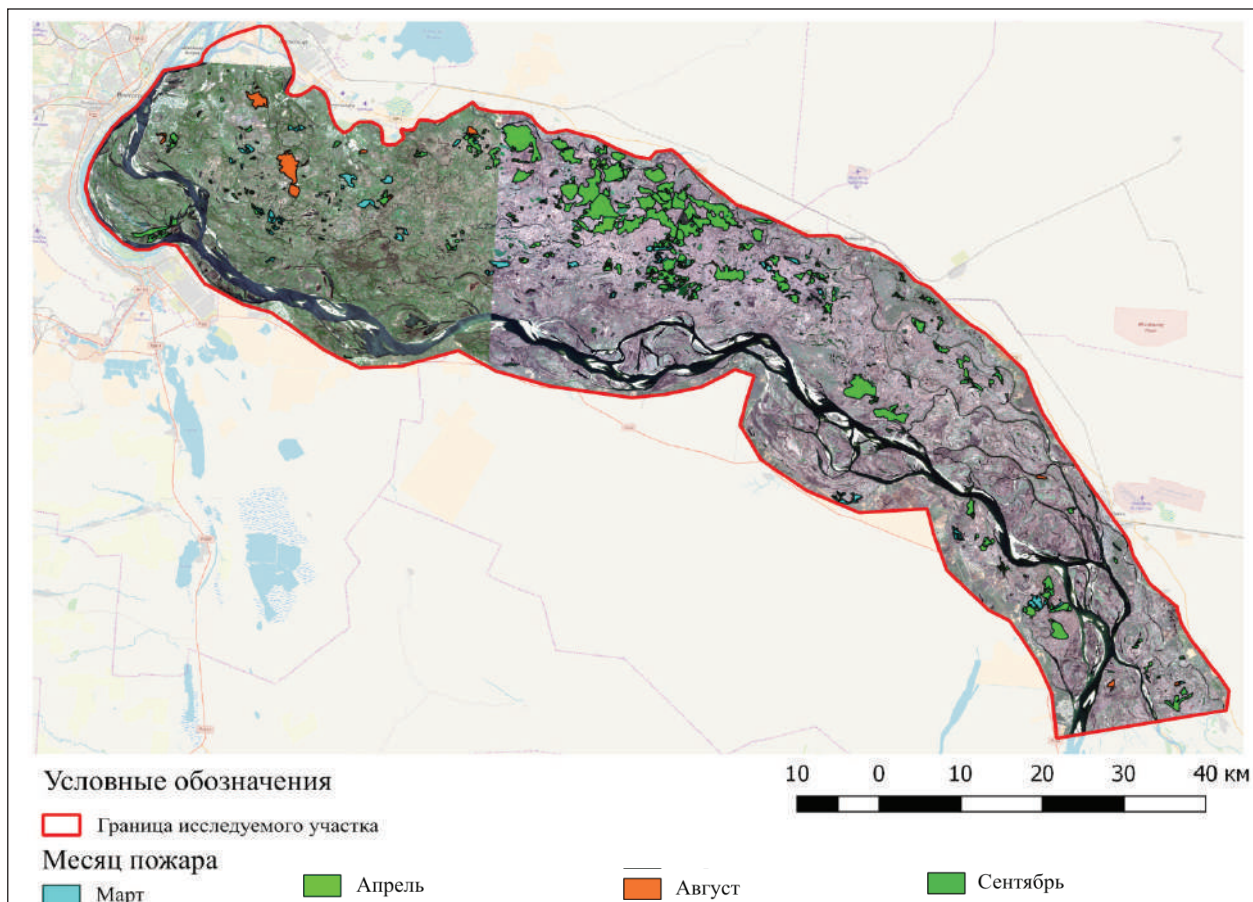 Условные обозначения
Граница исследуемого участка
Месяц пожара
Март
Апрель
Август
Сентябрь
10 0 10 20 30 40 км